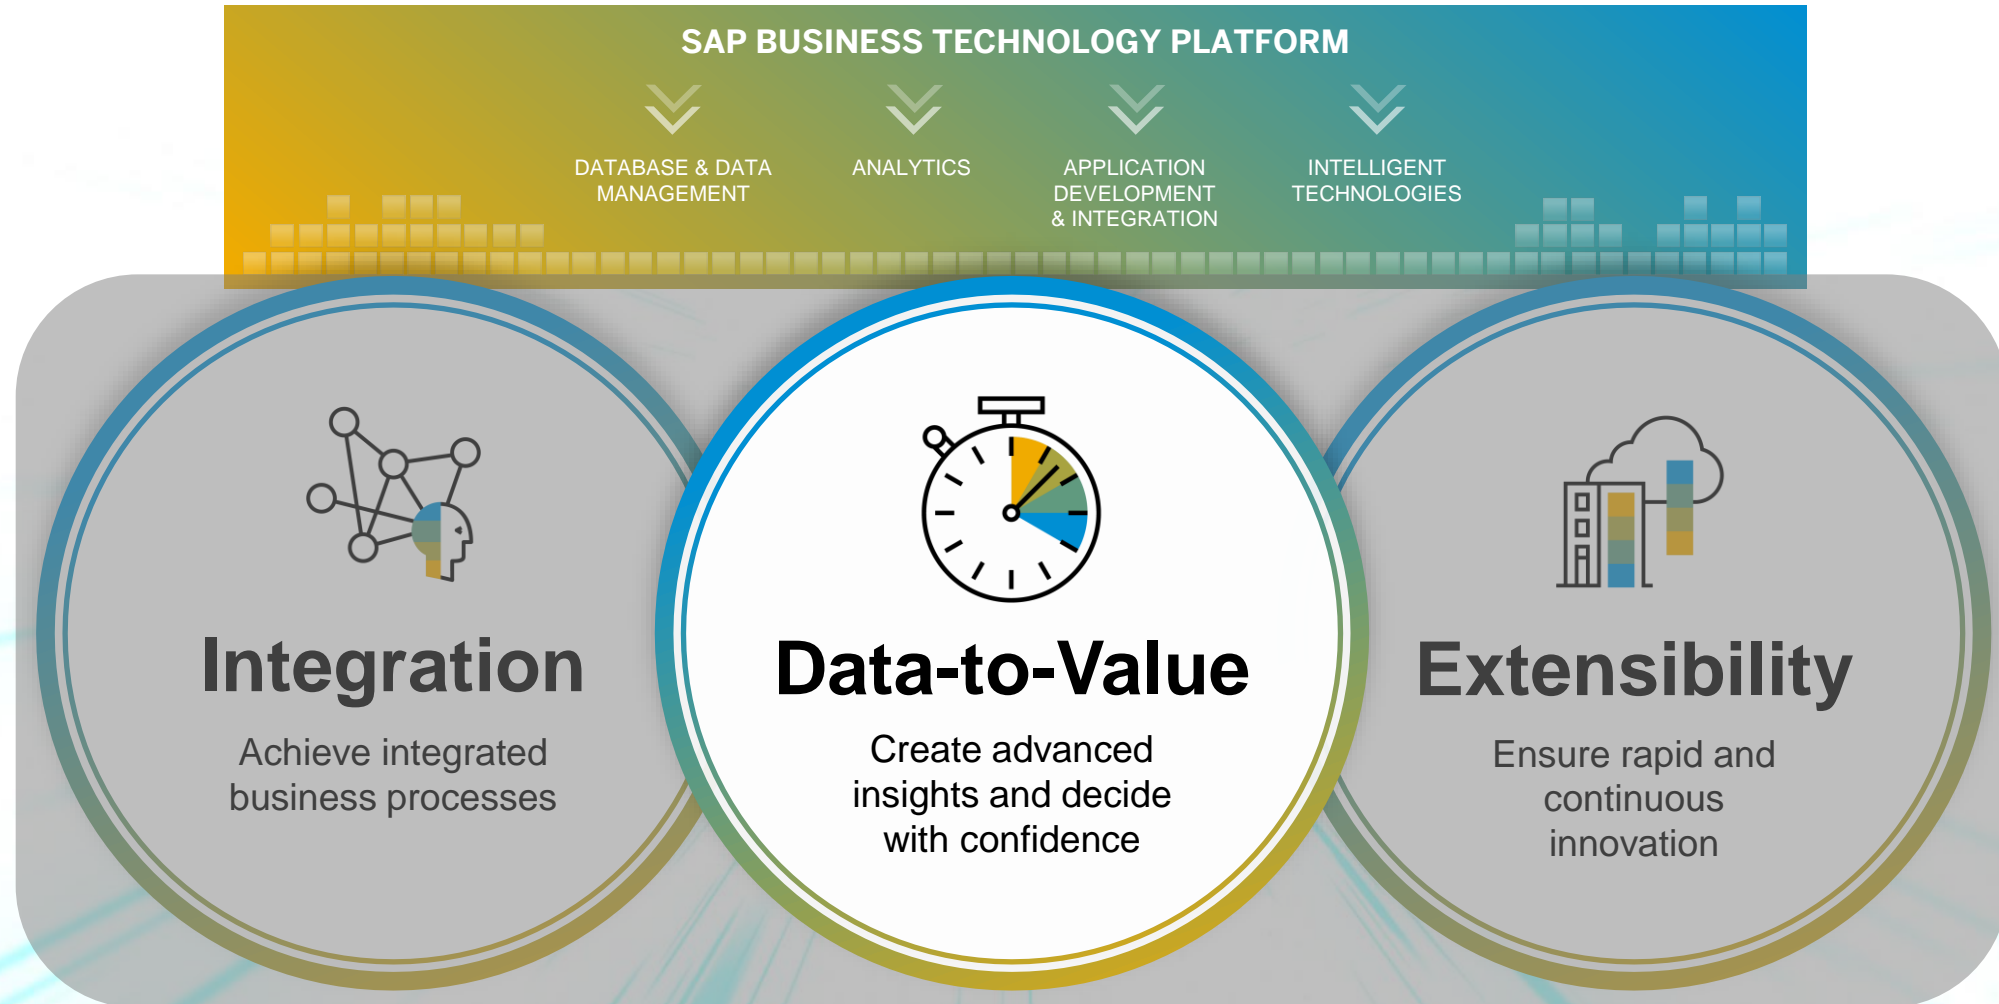 SAP BUSINESS TECHNOLOGY PLATFORM
DATABASE & DATA
MANAGEMENT
ANALYTICS
APPLICATION
DEVELOPMENT
& INTEGRATION
INTELLIGENT
TECHNOLOGIES
Integration
Achieve integrated
business processes
Data-to-Value
Create advanced
insights and decide
with confidence
Extensibility
Ensure rapid and
continuous
innovation